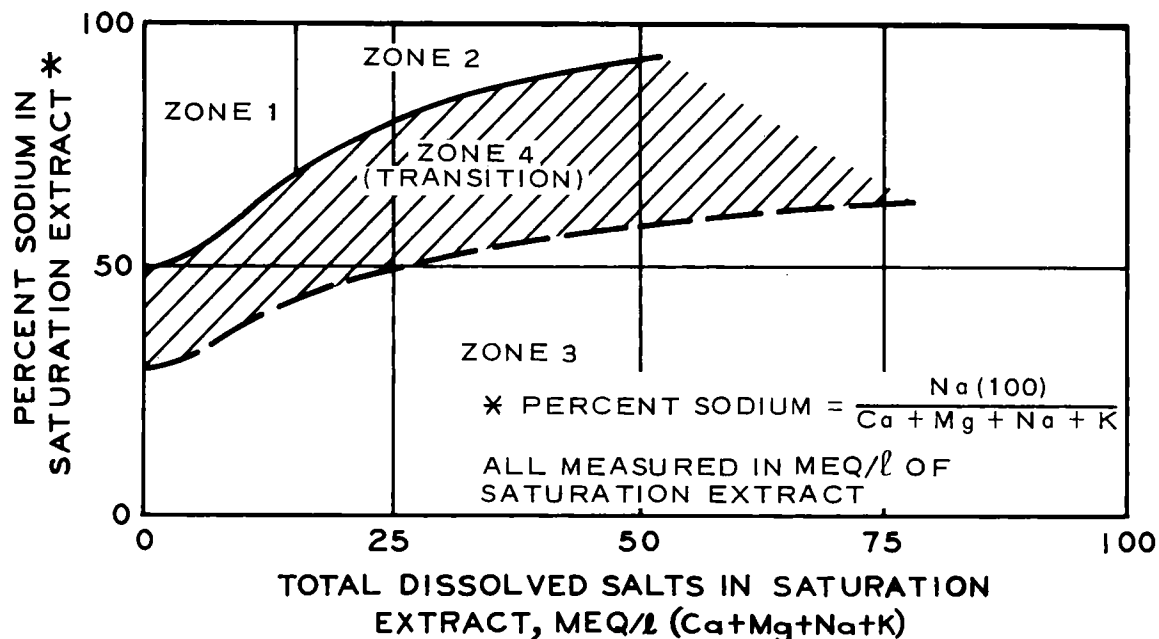 PERCENT SODIUM IN
SATURATION EXTRACT *
100
50
0
ZONE 1
ZONE 2
ZONE 4
(TRANSITION)
ZONE 3
* PERCENT SODIUM = Na(100)
Ca + Mg + Na + K
ALL MEASURED IN MEQ/ℓ OF
SATURATION EXTRACT
0 25 50 75 100
TOTAL DISSOLVED SALTS IN SATURATION
EXTRACT, MEQ/ℓ (Ca+Mg+Na+K)